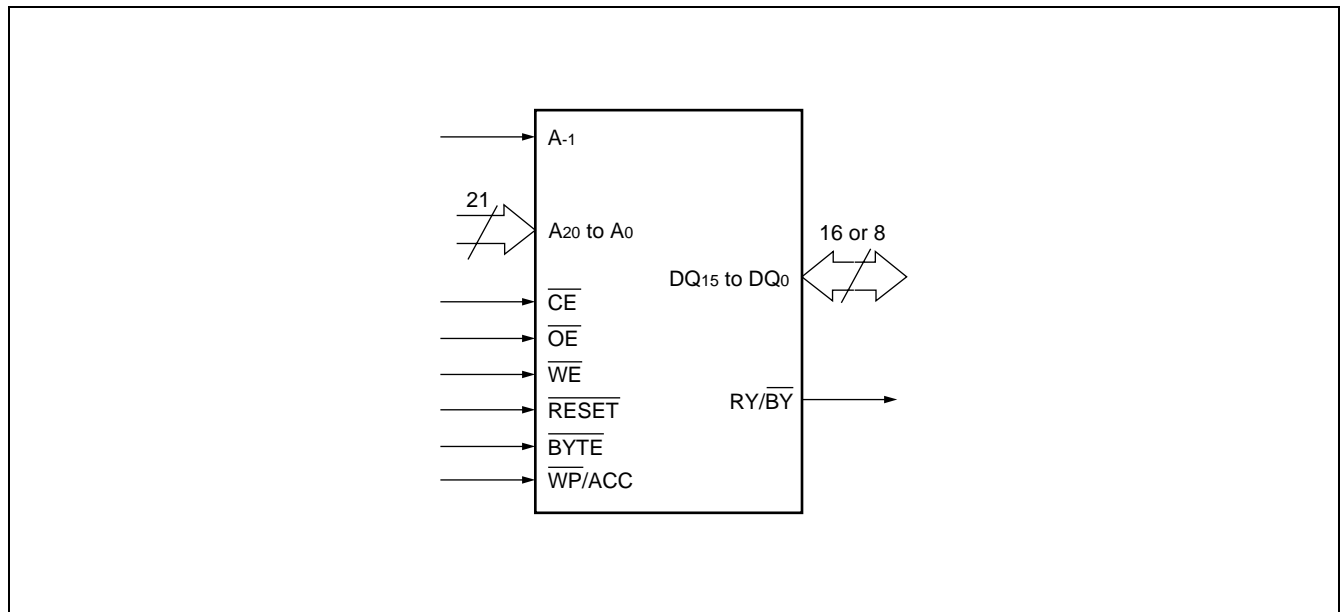 A-1
21
A20 to A0
16 or 8
DQ15 to DQ0
CE
OE
WE
RY/BY
RESET
BYTE
WP/ACC